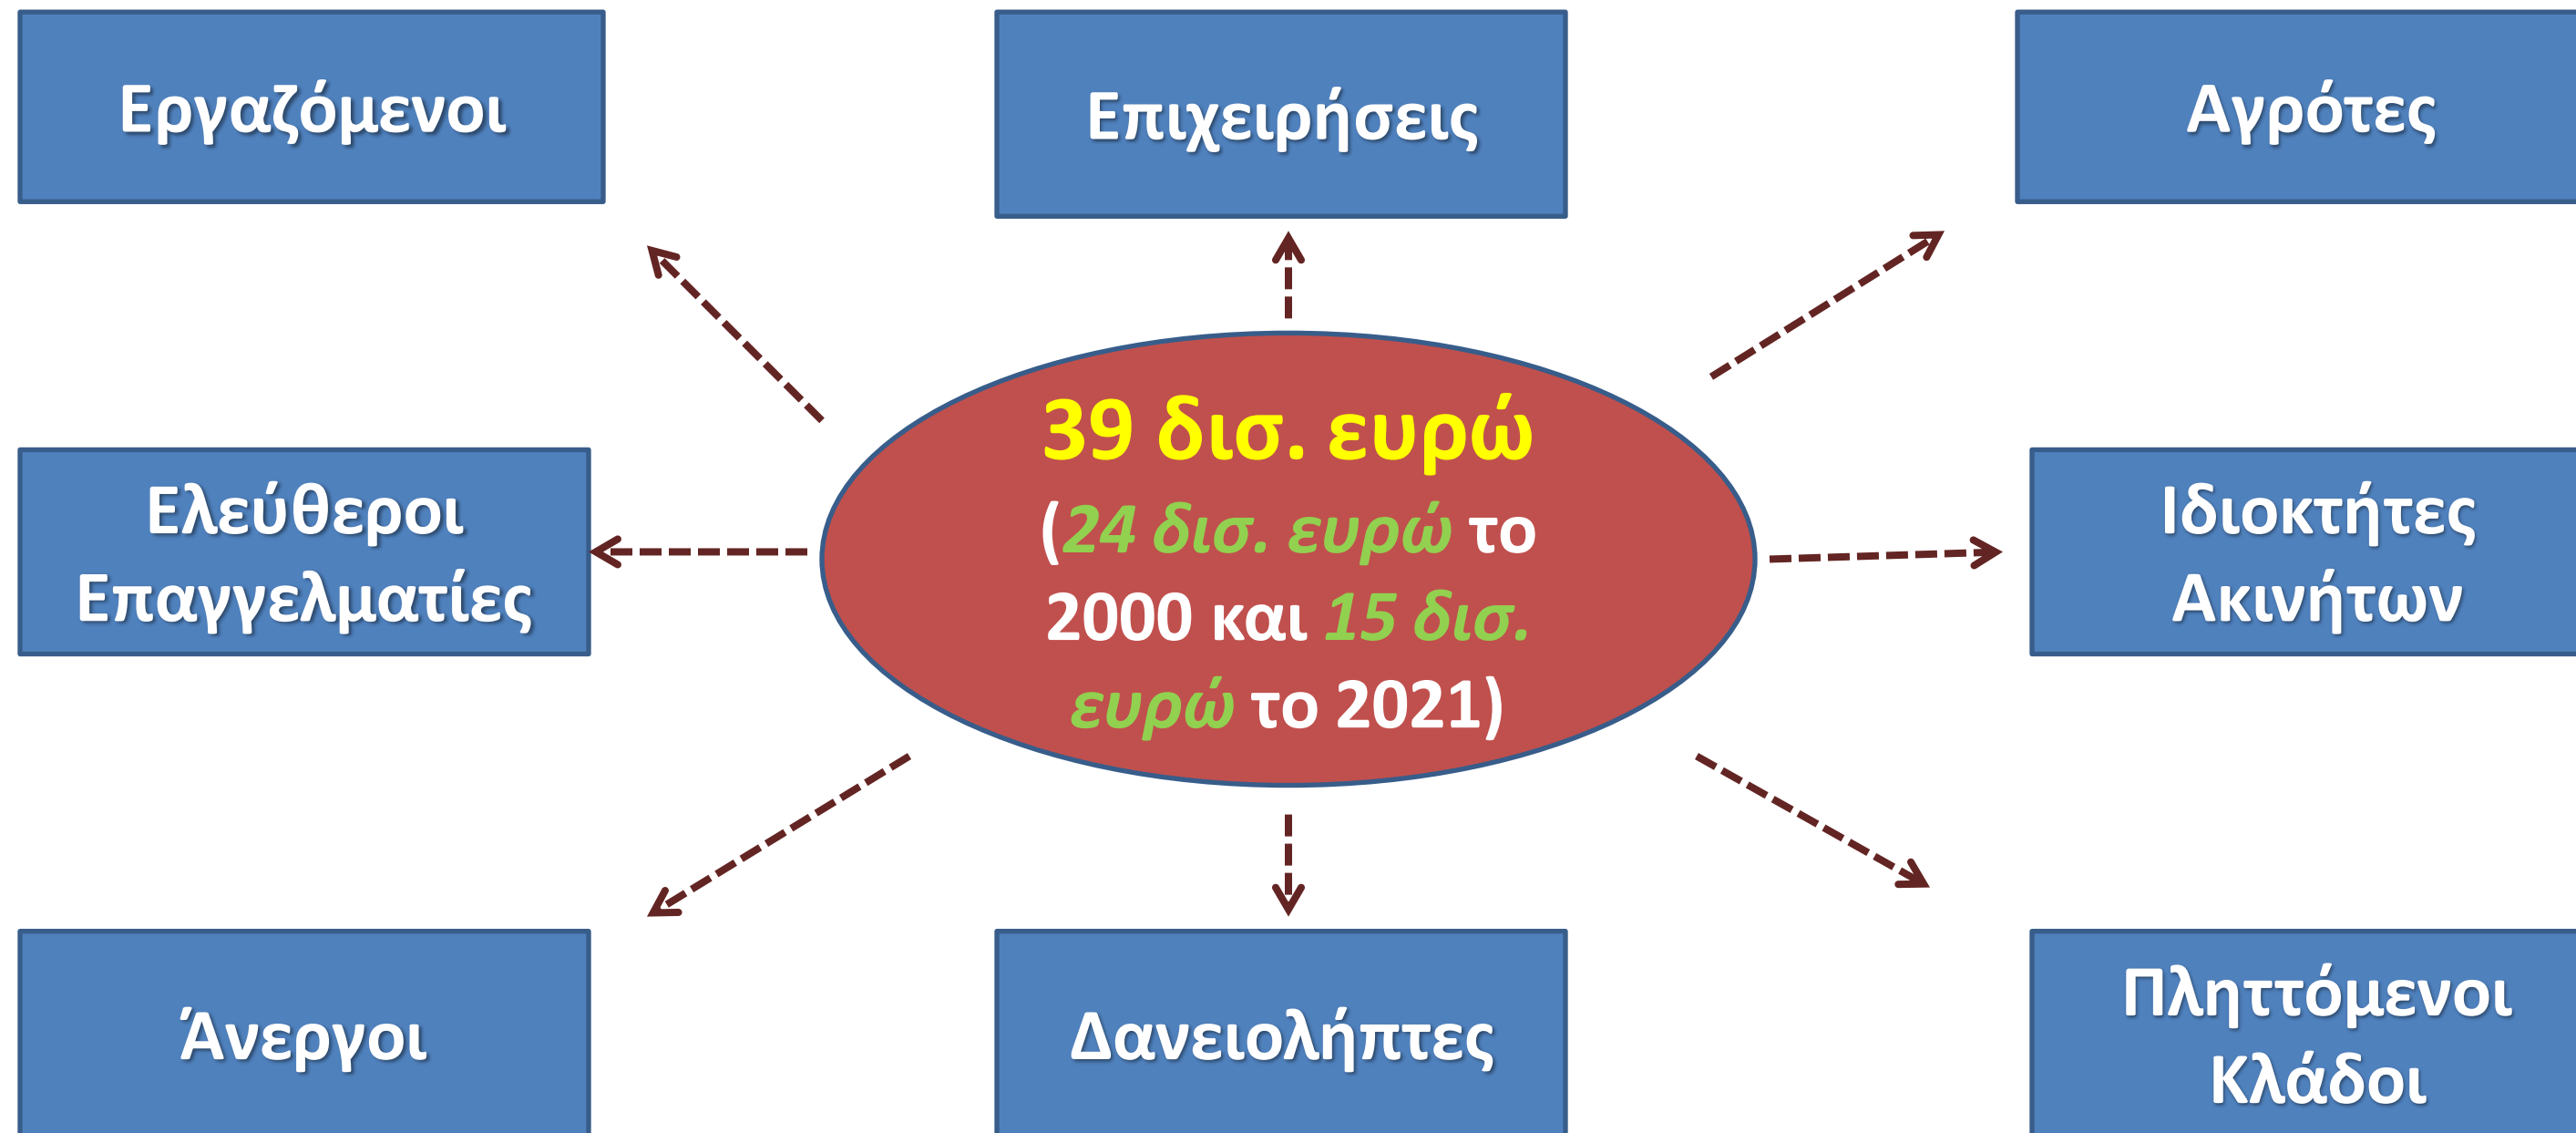 Εργαζόμενοι
Επιχειρήσεις
Αγρότες
39 δισ. ευρώ
(24 δισ. ευρώ το
2000 και 15 δισ.
ευρώ το 2021)
Ελεύθεροι
Επαγγελματίες
Ιδιοκτήτες
Ακινήτων
Άνεργοι
Δανειολήπτες
Πληττόμενοι
Κλάδοι